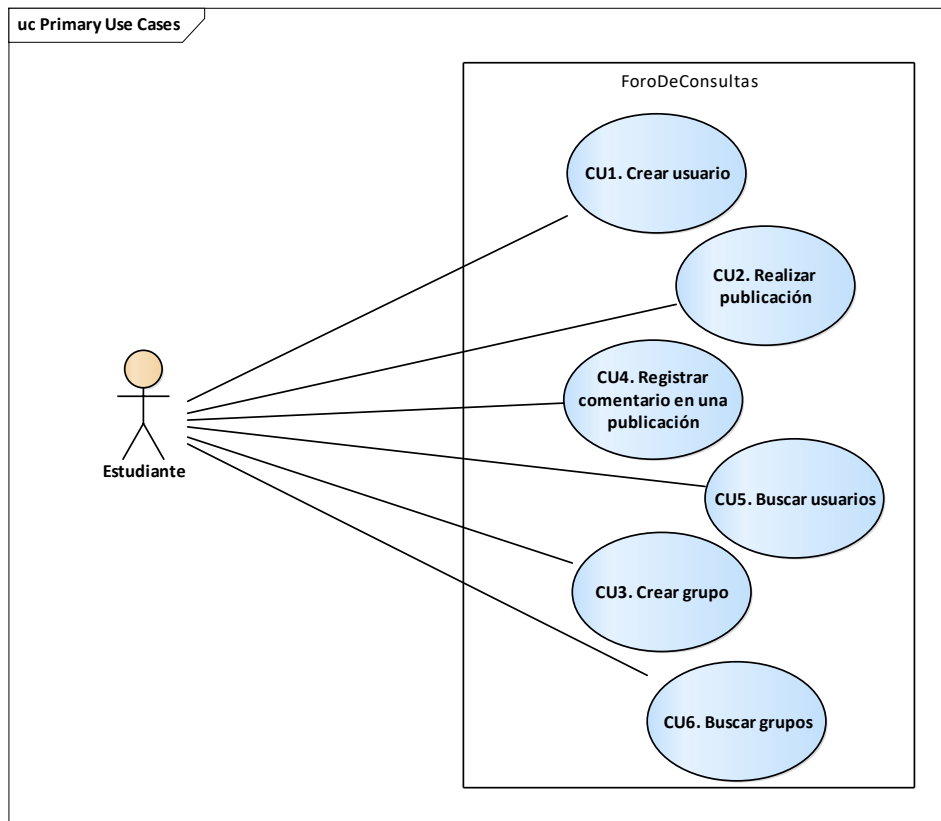 uc Primary Use Cases
ForoDeConsultas
CU1. Crear usuario
CU2. Realizar
publicación
CU4. Registrar
comentario en una
publicación
Estudiante
CU5. Buscar usuarios
CU3. Crear grupo
CU6. Buscar grupos